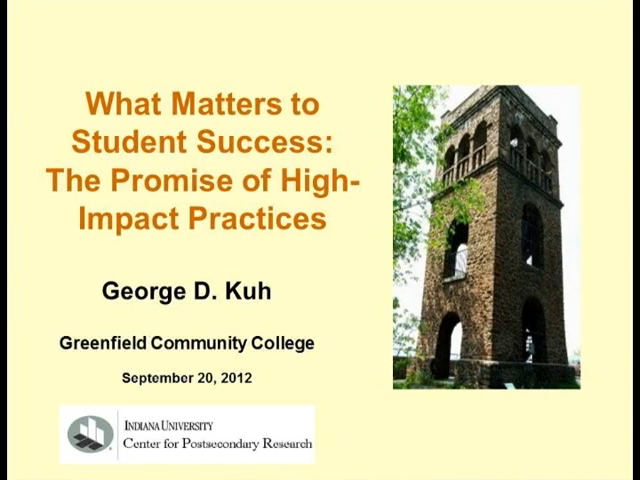 What Matters to
Student Success:
The Promise of High-
Impact Practices
George D. Kuh
Greenfield Community College
September 20, 2012
INDIANA UNIVERSITY
Center for Postsecondary Research